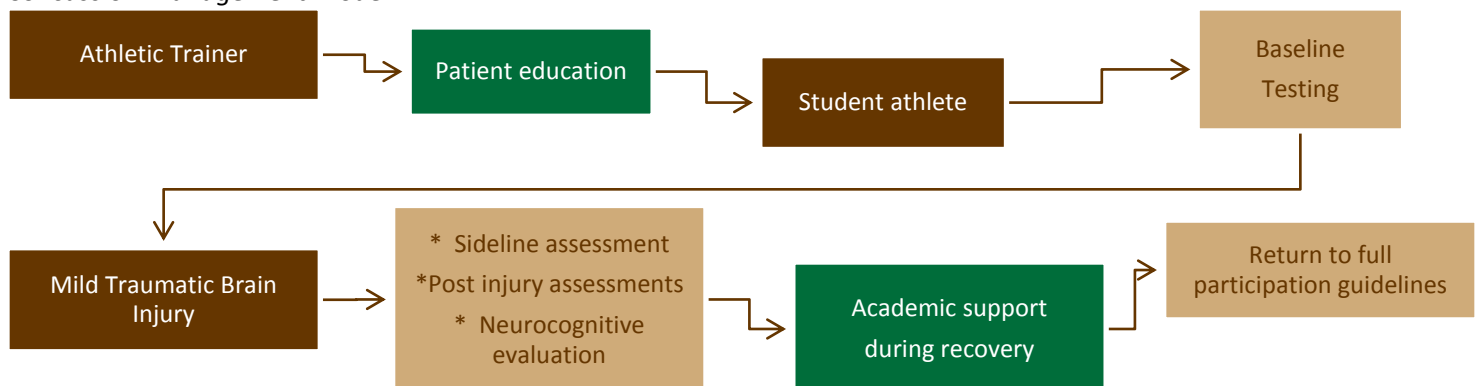 Athletic Trainer
Patient education
Student athlete
Baseline
Testing
Mild Traumatic Brain
Injury
* Sideline assessment
*Post injury assessments
* Neurocognitive
evaluation
Academic support
during recovery
Return to full
participation guidelines